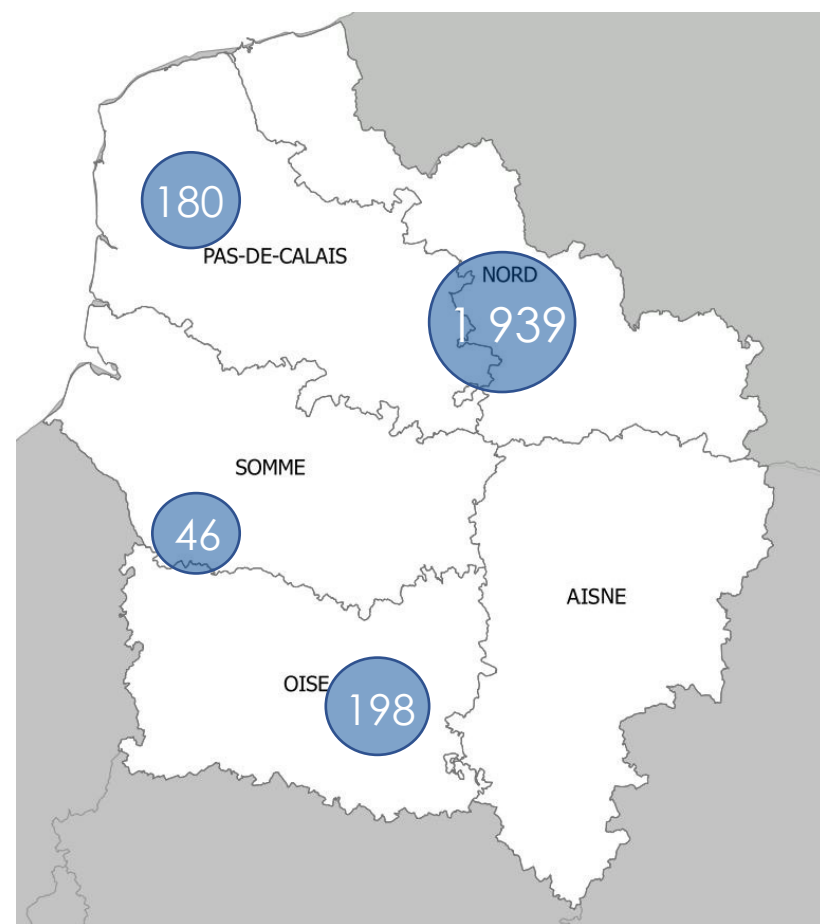 180
PAS-DE-CALAIS
NORD
1 939
SOMME
46
AISNE
OISE
198